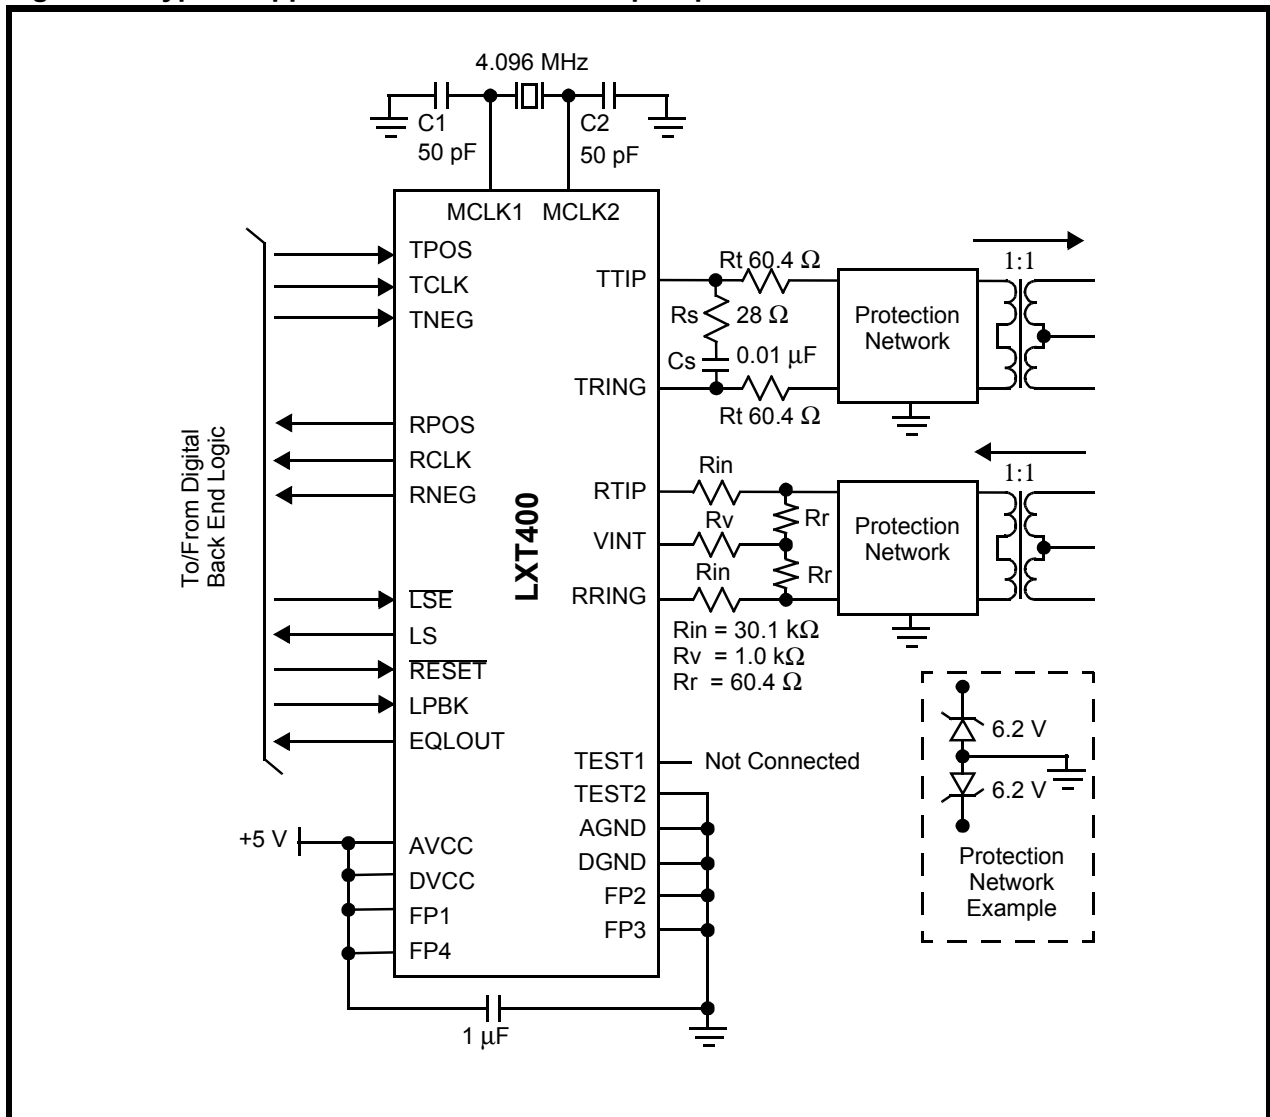 4.096 MHz
C1
50 pF
C2
50 pF
MCLK1 MCLK2
To/From Digital
Back End Logic
TPOS
TCLK
TNEG
RPOS
RCLK
RNEG
LSE
LS
RESET
LPBK
EQLOUT
+5 V
AVCC
DVCC
FP1
FP4
1 µF
LXT400
TTIP
TRING
RTIP
VINT
RRING
TEST1
TEST2
AGND
DGND
FP2
FP3
Rt 60.4 Ω
Rs 28 Ω
Cs 0.01 µF
Rt 60.4 Ω
Protection
Network
1:1
Rin
Rv
Rin
Rr
Rr
Rin = 30.1 kΩ
Rv = 1.0 kΩ
Rr = 60.4 Ω
Protection
Network
1:1
Not Connected
6.2 V
6.2 V
Protection
Network
Example